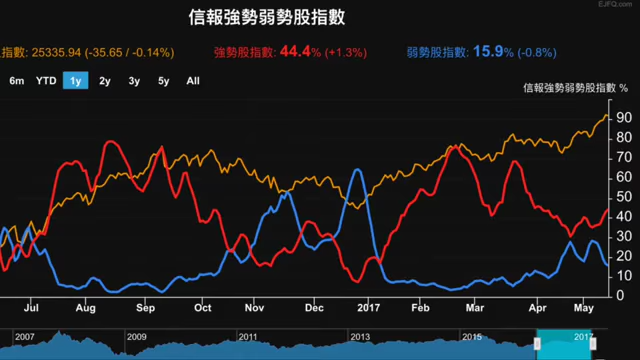 EJFQ.com
信報強勢弱勢股指數
指數: 25335.94 (-35.65 / -0.14%) 強勢股指數: 44.4% (+1.3%) 弱勢股指數: 15.9% (-0.8%)
6m YTD 1y 2y 3y 5y All
信報強勢弱勢股指數 %
90
80
70
60
50
40
30
20
10
0
Jul Aug Sep Oct Nov Dec 2017 Feb Mar Apr May
2007 2009 2011 2013 2015 2017